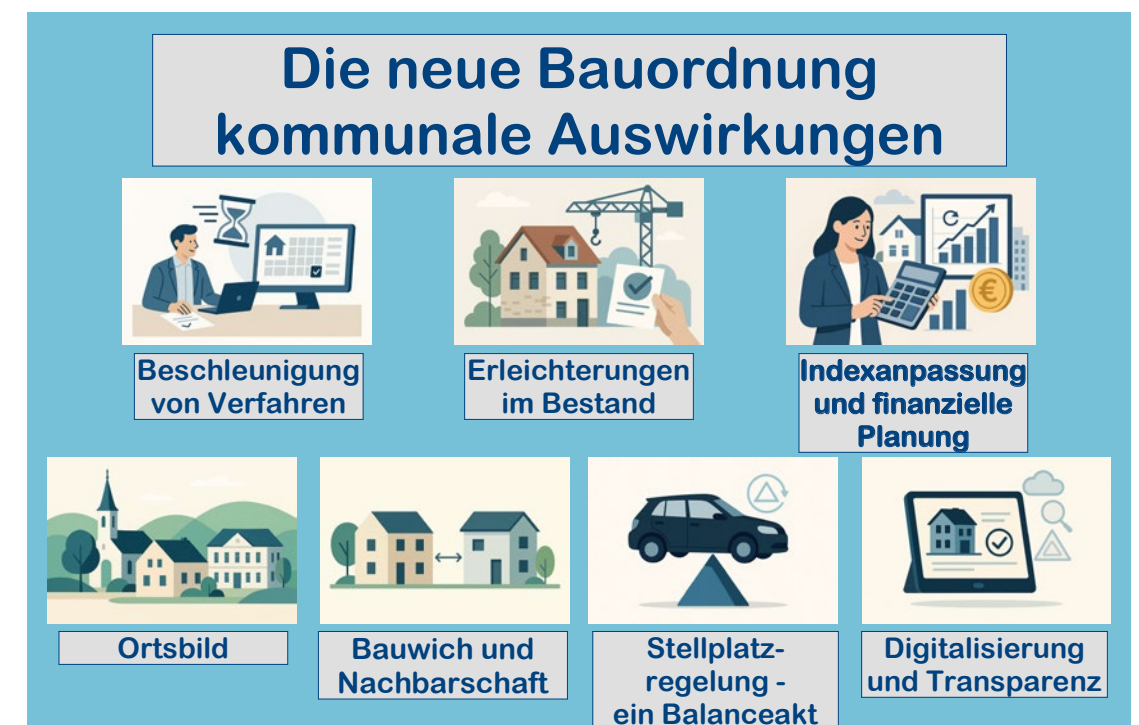 Die neue Bauordnung
kommunale Auswirkungen
Beschleunigung
von Verfahren
Erleichterungen
im Bestand
Indexanpassung
und finanzielle
Planung
Ortsbild
Bauwich und
Nachbarschaft
Stellplatz-
regelung -
ein Balanceakt
Digitalisierung
und Transparenz